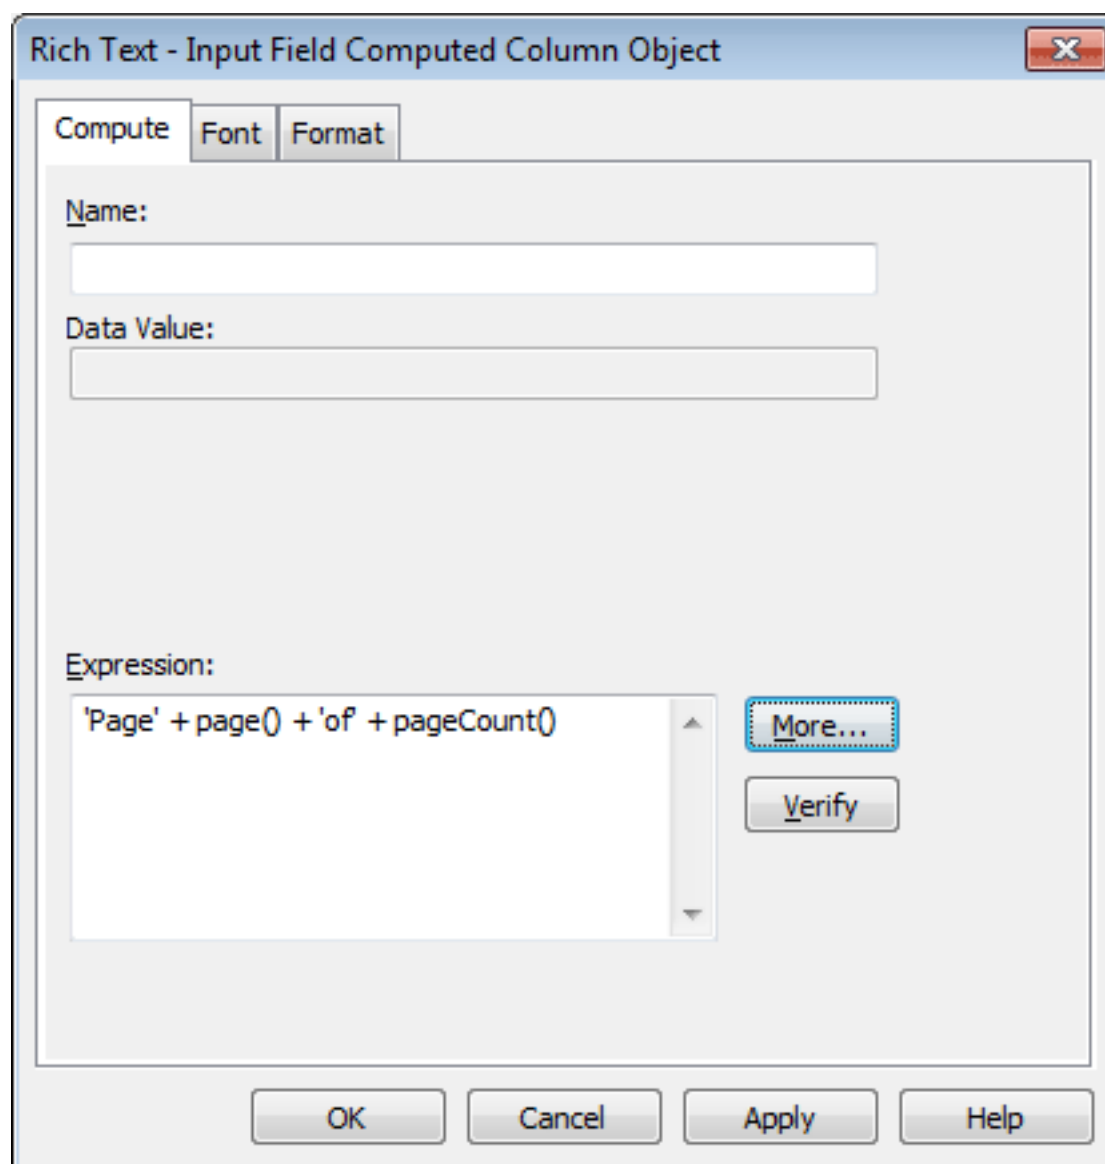 Rich Text - Input Field Computed Column Object
Compute Font Format
Name:
Data Value:
Expression:
'Page' + page() + 'of' + pageCount()
More...
Verify
OK Cancel Apply Help